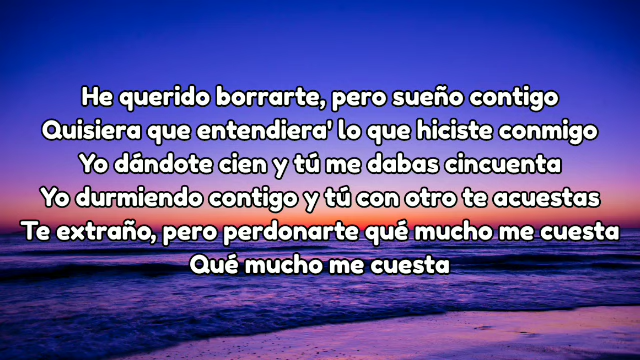 He querido borrarte, pero sueño contigo
Quisiera que entendiera' lo que hiciste conmigo
Yo dándote cien y tú me dabas cincuenta
Yo durmiendo contigo y tú con otro te acuestas
Te extraño, pero perdonarte qué mucho me cuesta
Qué mucho me cuesta